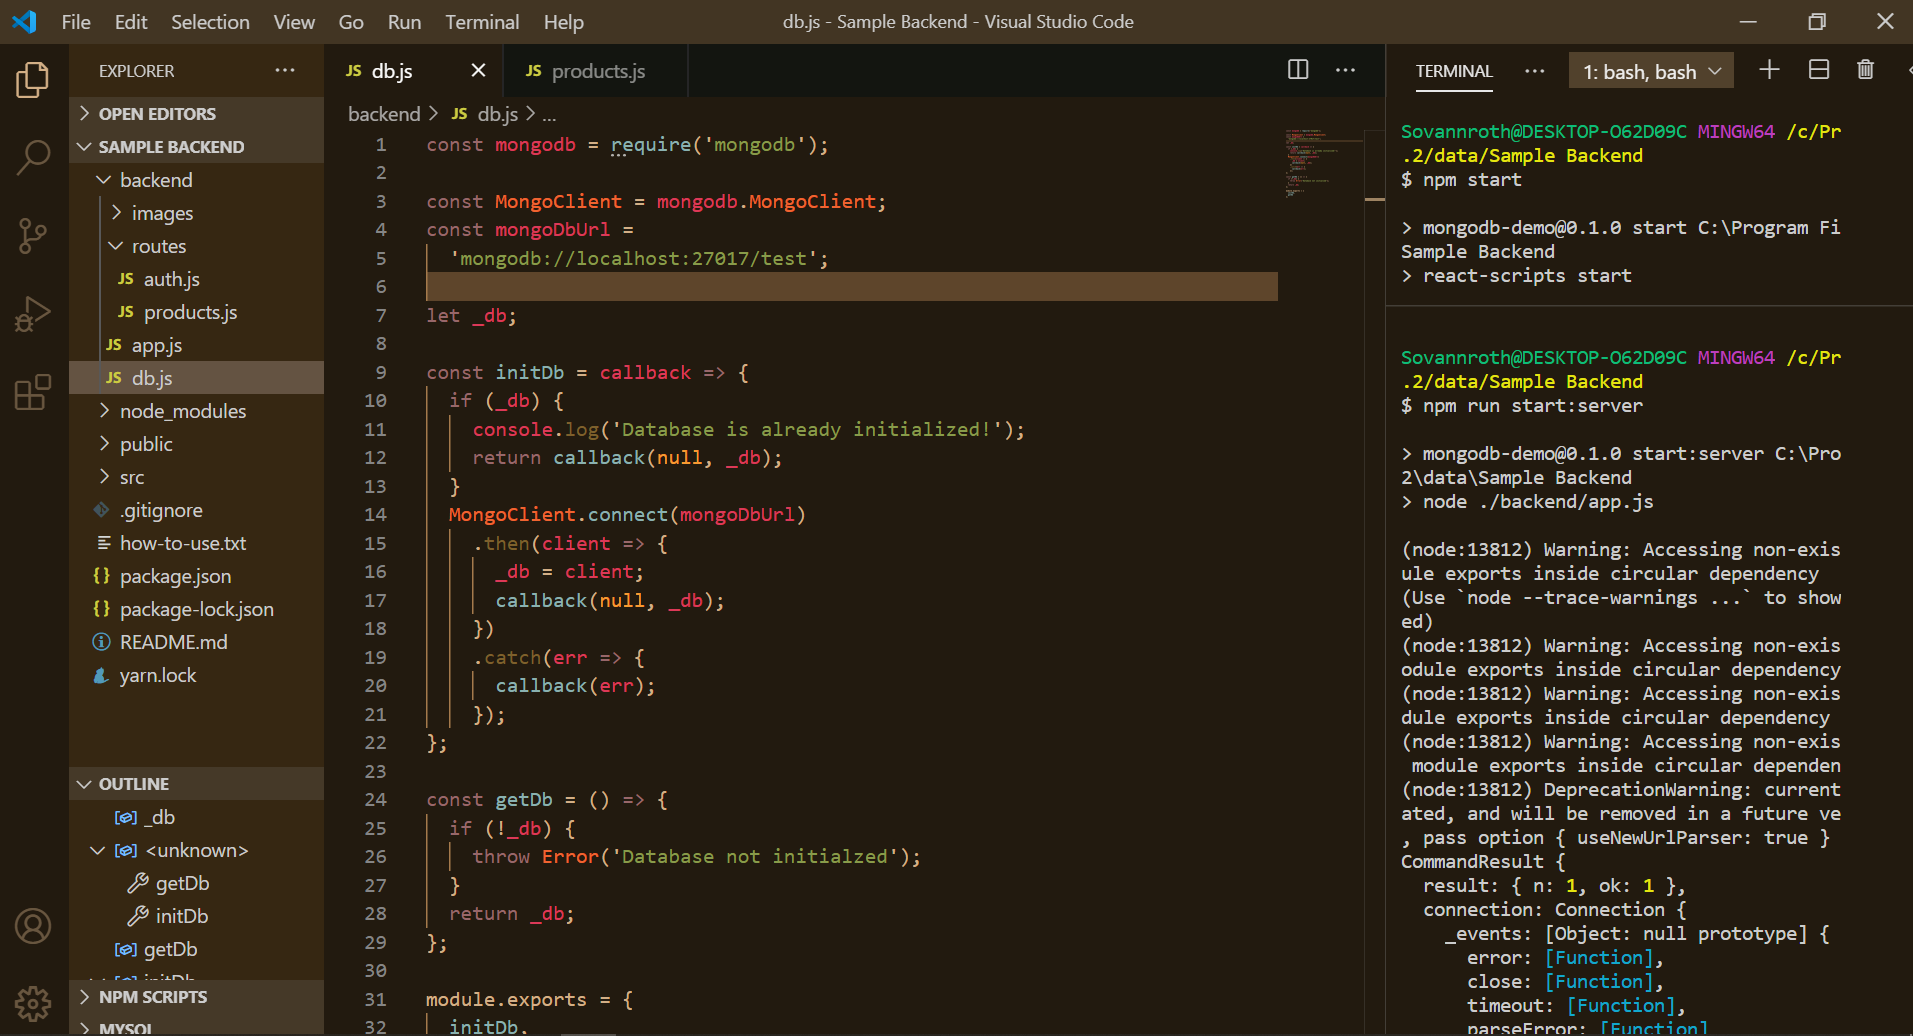 File Edit Selection View Go Run Terminal Help
db.js - Sample Backend - Visual Studio Code
EXPLORER
OPEN EDITORS
SAMPLE BACKEND
backend
images
routes
JS auth.js
JS products.js
JS app.js
JS db.js
node_modules
public
src
.gitignore
how-to-use.txt
{} package.json
{} package-lock.json
README.md
yarn.lock
OUTLINE
_db
<unknown>
getDb
initDb
getDb
initDb
NPM SCRIPTS
MYSQL
JS db.js
JS products.js
backend > JS db.js > ...
1 const mongodb = require('mongodb');
2
3 const MongoClient = mongodb.MongoClient;
4 const mongoDbUrl =
5 'mongodb://localhost:27017/test';
6
7 let _db;
8
9 const initDb = callback => {
10 if (_db) {
11 console.log('Database is already initialized!');
12 return callback(null, _db);
13 }
14 MongoClient.connect(mongoDbUrl)
15 .then(client => {
16 _db = client;
17 callback(null, _db);
18 })
19 .catch(err => {
20 callback(err);
21 });
22 };
23
24 const getDb = () => {
25 if (!_db) {
26 throw Error('Database not initialzed');
27 }
28 return _db;
29 };
30
31 module.exports = {
32 initDb,
TERMINAL
1: bash, bash
Sovannroth@DESKTOP-O62D09C MINGW64 /c/Pr
.2/data/Sample Backend
$ npm start
> mongodb-demo@0.1.0 start C:\Program Fi
Sample Backend
> react-scripts start
Sovannroth@DESKTOP-O62D09C MINGW64 /c/Pr
.2/data/Sample Backend
$ npm run start:server
> mongodb-demo@0.1.0 start:server C:\Pro
2\data\Sample Backend
> node ./backend/app.js
(node:13812) Warning: Accessing non-exis
ule exports inside circular dependency
(Use `node --trace-warnings ...` to show
ed)
(node:13812) Warning: Accessing non-exis
odule exports inside circular dependency
(node:13812) Warning: Accessing non-exis
dule exports inside circular dependency
(node:13812) Warning: Accessing non-exis
module exports inside circular dependen
(node:13812) DeprecationWarning: current
ated, and will be removed in a future ve
, pass option { useNewUrlParser: true }
CommandResult {
result: { n: 1, ok: 1 },
connection: Connection {
_events: [Object: null prototype] {
error: [Function],
close: [Function],
timeout: [Function],
parseError: [Function]